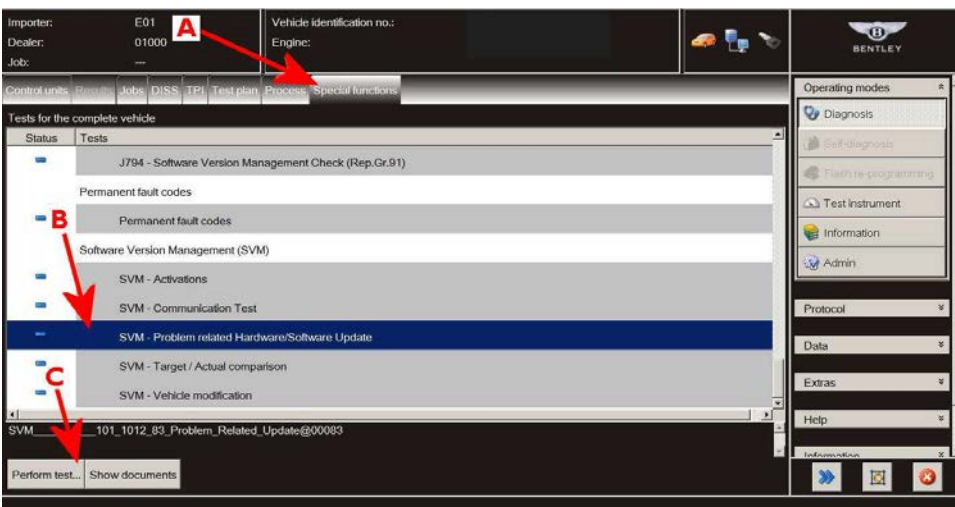 Importer: E01 Vehicle identification no.:
Dealer: 01000 Engine:
Job: ---
A
BENTLEY
Control units Results Jobs DISS TPI Test plan Process Special functions
Tests for the complete vehicle
Status Tests
J794 - Software Version Management Check (Rep.Gr.91)
Permanent fault codes
Permanent fault codes
B
Software Version Management (SVM)
SVM - Activations
SVM - Communication Test
SVM - Problem related Hardware/Software Update
SVM - Target / Actual comparison
C
SVM - Vehicle modification
SVM______101_1012_83_Problem_Related_Update@00083
Perform test... Show documents
Operating modes
Diagnosis
Self-diagnosis
Flash re-programming
Test instrument
Information
Admin
Protocol
Data
Extras
Help
Information